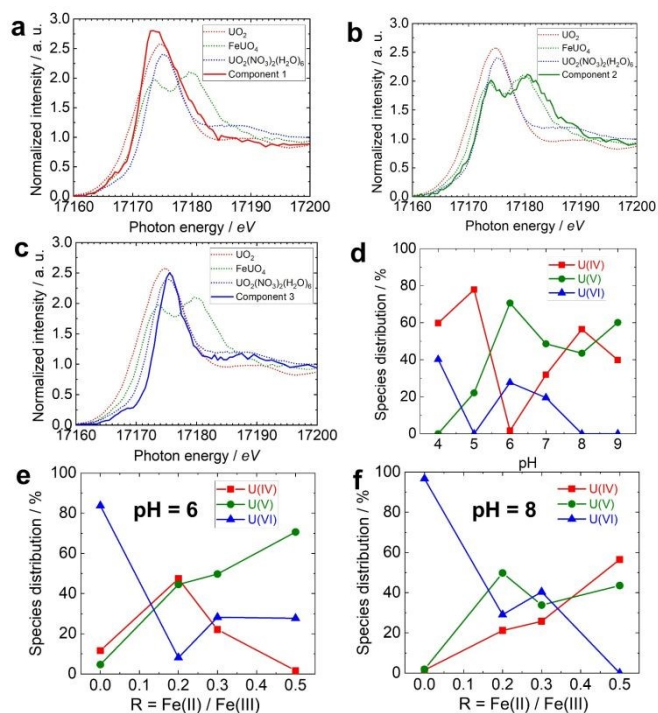 a
Normalized intensity / a. u.
3.0
2.5
2.0
1.5
1.0
0.5
0.0
UO₂
FeUO₄
UO₂(NO₃)₂(H₂O)₆
Component 1
17160 17170 17180 17190 17200
Photon energy / eV
b
Normalized intensity / a. u.
3.0
2.5
2.0
1.5
1.0
0.5
0.0
UO₂
FeUO₄
UO₂(NO₃)₂(H₂O)₆
Component 2
17160 17170 17180 17190 17200
Photon energy / eV
c
Normalized intensity / a. u.
3.0
2.5
2.0
1.5
1.0
0.5
0.0
UO₂
FeUO₄
UO₂(NO₃)₂(H₂O)₆
Component 3
17160 17170 17180 17190 17200
Photon energy / eV
d
Species distribution / %
100
80
60
40
20
0
U(IV)
U(V)
U(VI)
4 5 6 7 8 9
pH
e
Species distribution / %
100
80
60
40
20
0
pH = 6
U(IV)
U(V)
U(VI)
0.0 0.1 0.2 0.3 0.4 0.5
R = Fe(II) / Fe(III)
f
Species distribution / %
100
80
60
40
20
0
pH = 8
U(IV)
U(V)
U(VI)
0.0 0.1 0.2 0.3 0.4 0.5
R = Fe(II) / Fe(III)